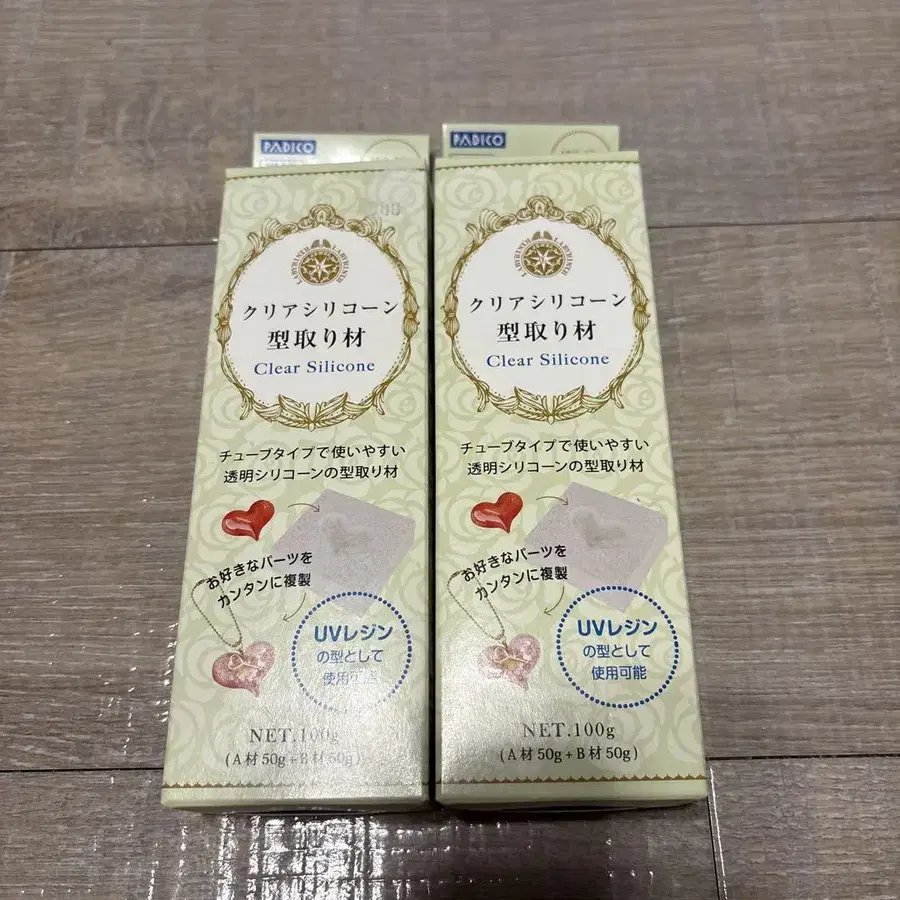 PADICO
LABYRINTH LABYRINTH
クリアシリコーン
型取り材
Clear Silicone
チューブタイプで使いやすい
透明シリコーンの型取り材
お好きなパーツを
カンタンに複製
UVレジン
の型として
使用可能
NET.100g
(A材50g+B材50g)
PADICO
LABYRINTH LABYRINTH
クリアシリコーン
型取り材
Clear Silicone
チューブタイプで使いやすい
透明シリコーンの型取り材
お好きなパーツを
カンタンに複製
UVレジン
の型として
使用可能
NET.100g
(A材50g+B材50g)